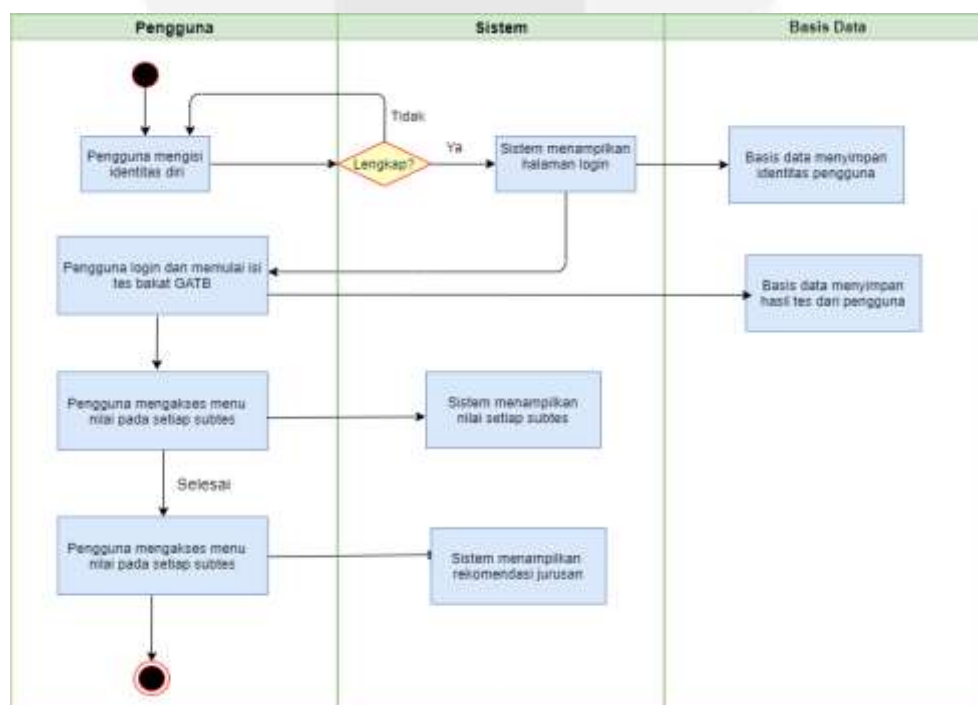 Pengguna
Sistem
Basis Data
Tidak
Pengguna mengisi
identitas diri
Lengkap?
Ya
Sistem menampilkan
halaman login
Basis data menyimpan
identitas pengguna
Pengguna login dan memulai isi
tes bakat GATB
Basis data menyimpan
hasil tes dari pengguna
Pengguna mengakses menu
nilai pada setiap subtes
Sistem menampilkan
nilai setiap subtes
Selesai
Pengguna mengakses menu
nilai pada setiap subtes
Sistem menampilkan
rekomendasi jurusan